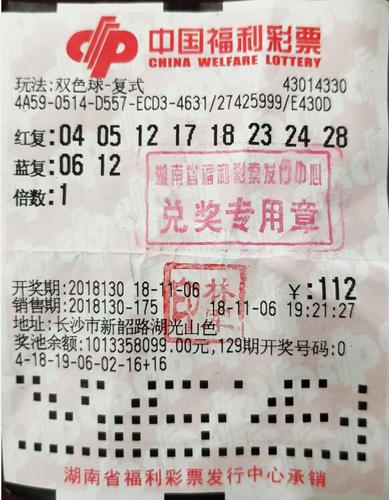 中国福利彩票
CHINA WELFARE LOTTERY
玩法:双色球-复式 43014330
4A59-0514-D557-ECD3-4631/27425999/E430D
红复:04 05 12 17 18 23 24 28
蓝复:06 12
倍数:1
湖南省福利彩票发行中心
兑奖专用章
开奖期:2018130 18-11-06 ¥:112
销售期:2018130-175 18-11-06 19:21:27
地址:长沙市新韶路湖光山色
奖池余额:1013358099.00元,129期开奖号码:0
4-18-19-06-02-16+16
湖南省福利彩票发行中心承销